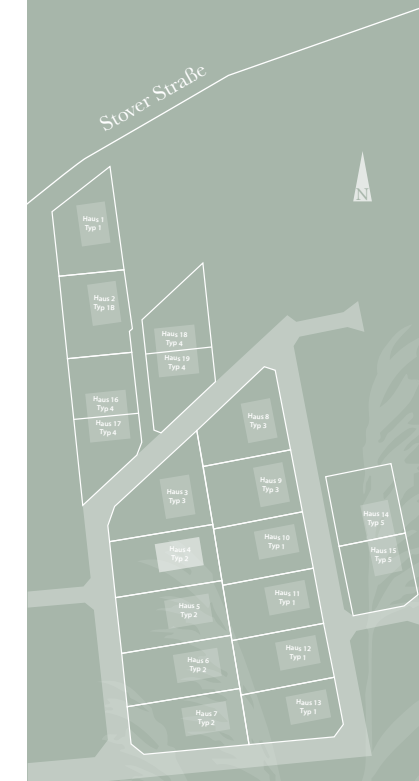 Stover Straße
N
Haus 1
Typ 1
Haus 2
Typ 1B
Haus 18
Typ 4
Haus 19
Typ 4
Haus 16
Typ 4
Haus 17
Typ 4
Haus 8
Typ 3
Haus 9
Typ 3
Haus 3
Typ 3
Haus 10
Typ 1
Haus 14
Typ 5
Haus 15
Typ 5
Haus 4
Typ 2
Haus 11
Typ 1
Haus 5
Typ 2
Haus 12
Typ 1
Haus 6
Typ 2
Haus 13
Typ 1
Haus 7
Typ 2